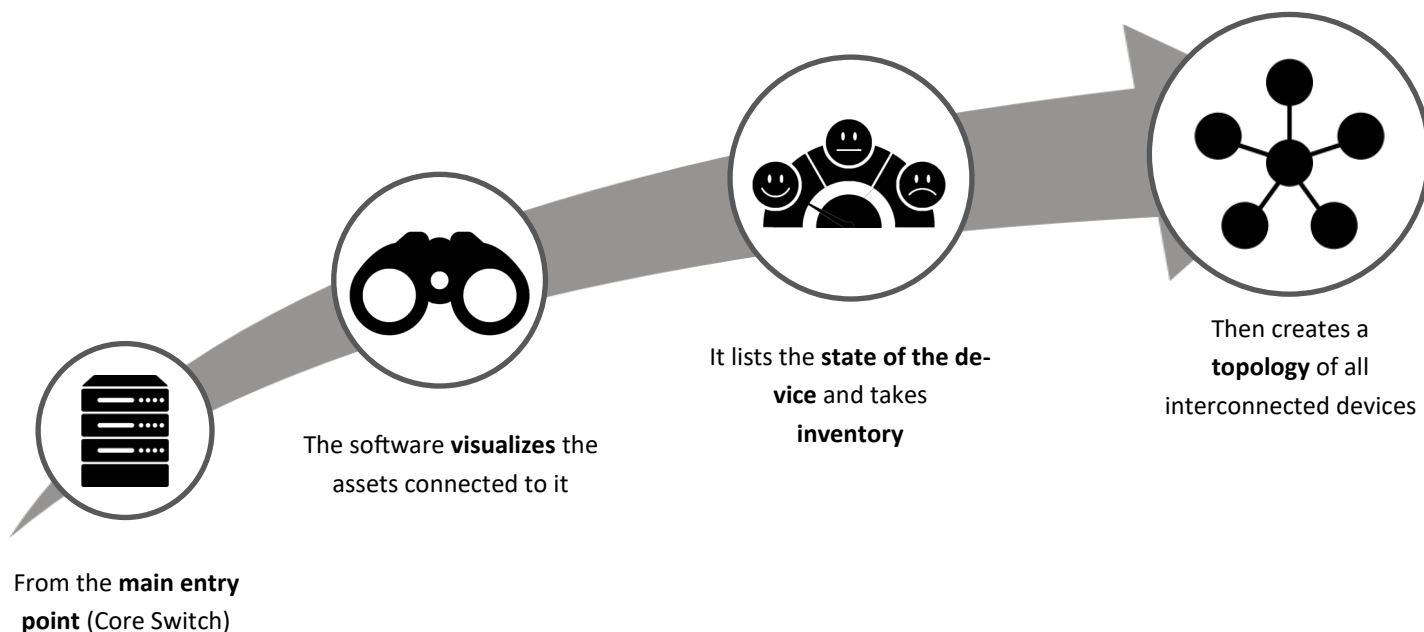 From the main entry
point (Core Switch)
The software visualizes the
assets connected to it
It lists the state of the de-
vice and takes
inventory
Then creates a
topology of all
interconnected devices